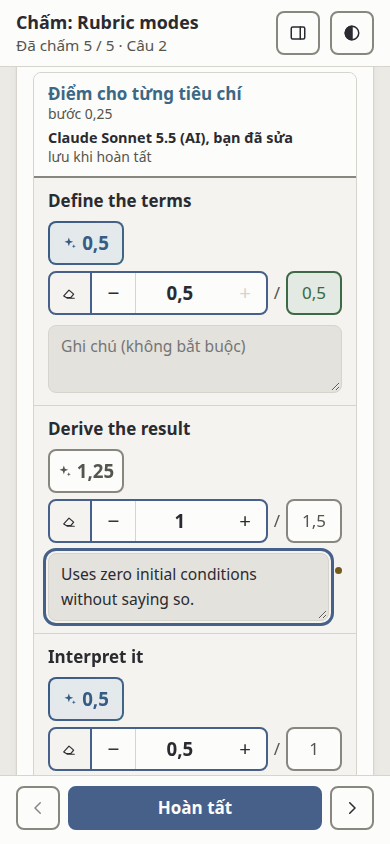 Chấm: Rubric modes
Đã chấm 5 / 5 · Câu 2
Điểm cho từng tiêu chí
bước 0,25
Claude Sonnet 5.5 (AI), bạn đã sửa
lưu khi hoàn tất
Define the terms
0,5
− 0,5 + / 0,5
Ghi chú (không bắt buộc)
Derive the result
1,25
− 1 + / 1,5
Uses zero initial conditions
without saying so.
Interpret it
0,5
− 0,5 + / 1
Hoàn tất